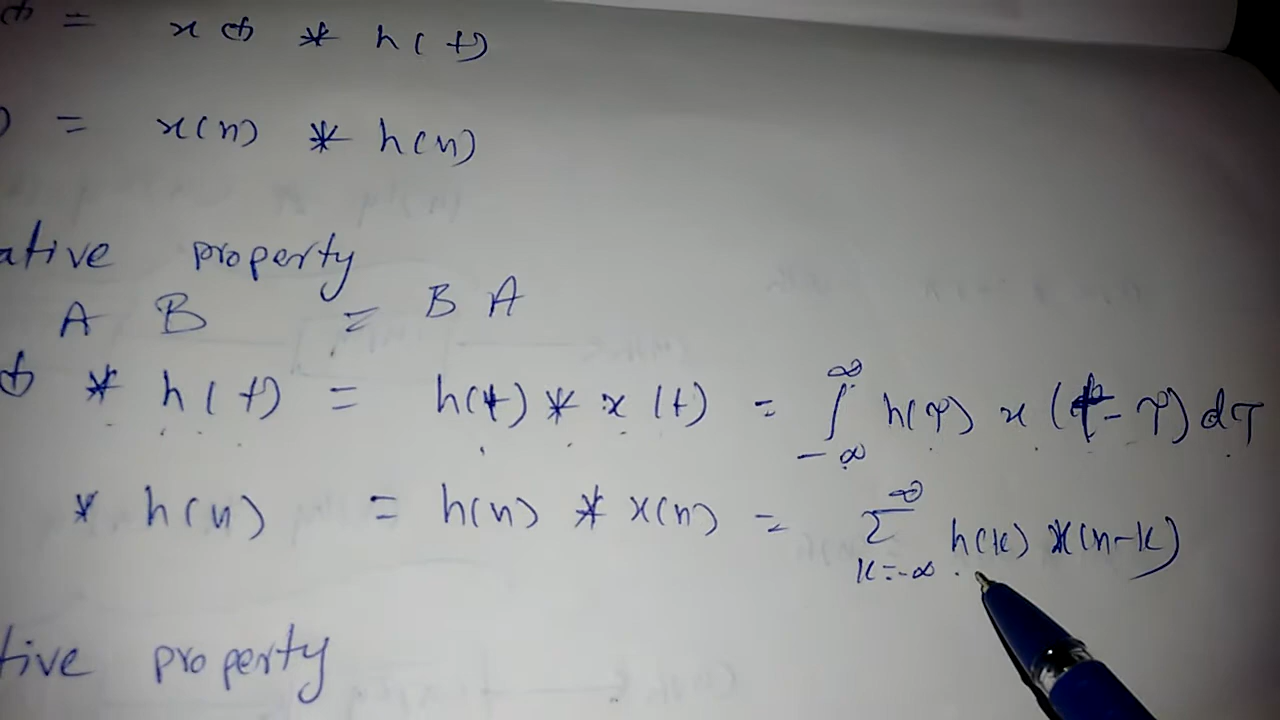 (t) = x(t) * h(t)
) = x(n) * h(n)
ative property
A B = B A
(t) * h(t) = h(t) * x(t) = ∫_{-∞}^{∞} h(τ) x(t-τ) dτ
* h(n) = h(n) * x(n) = Σ_{k=-∞}^{∞} h(k) x(n-k)
tive property